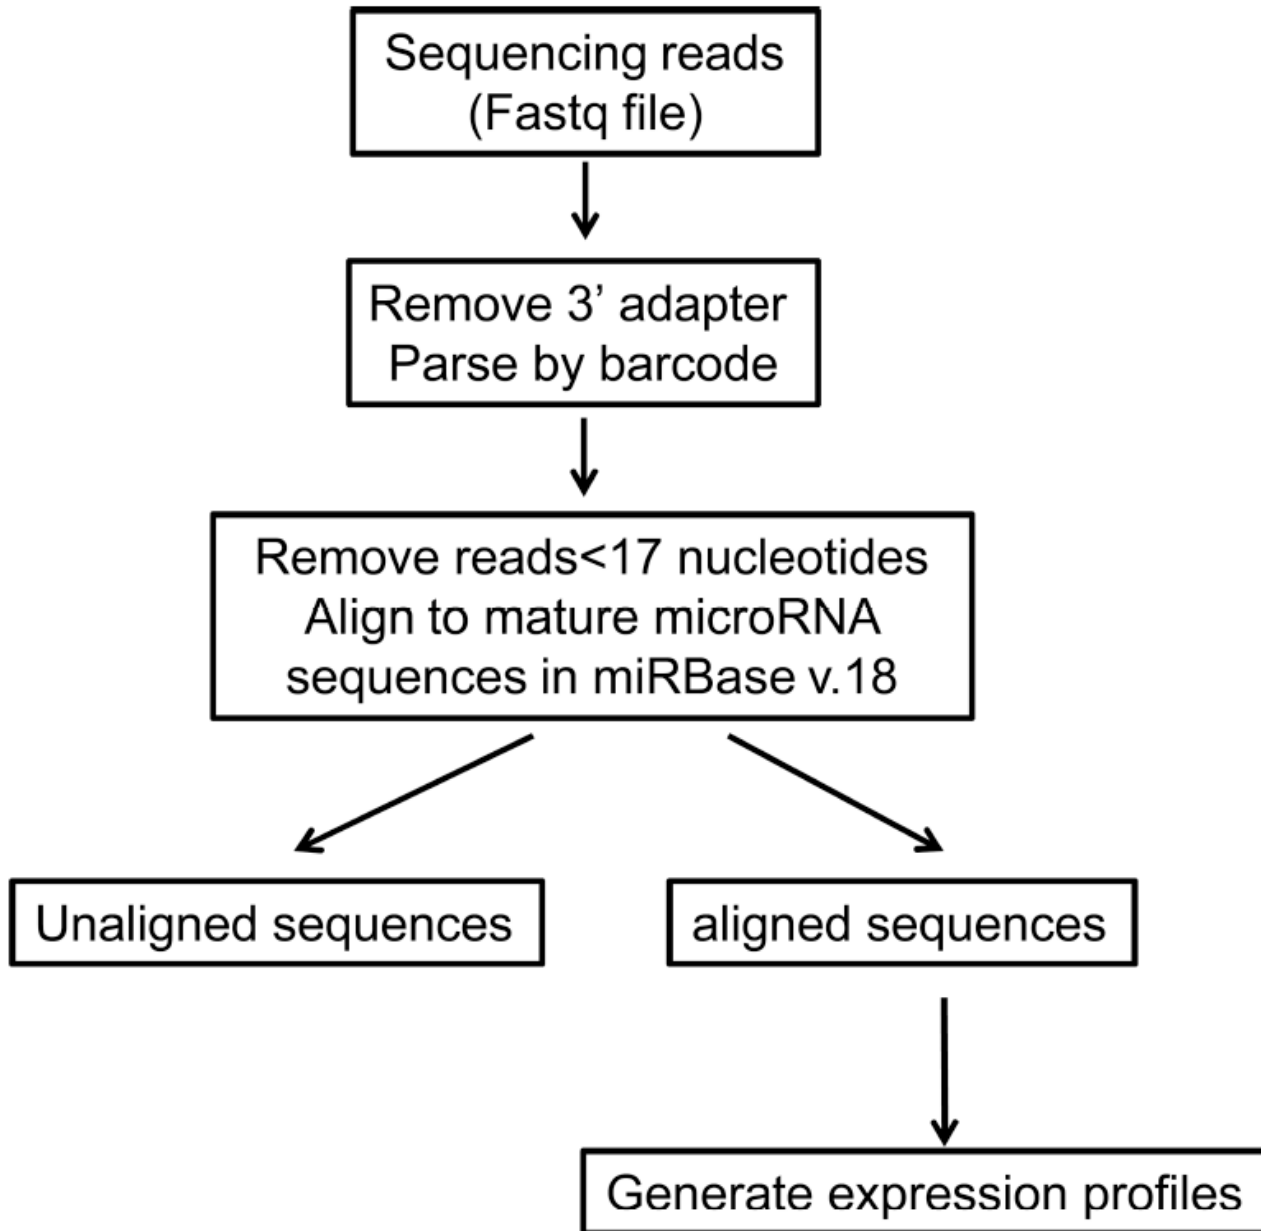 Sequencing reads
(Fastq file)
Remove 3’ adapter
Parse by barcode
Remove reads<17 nucleotides
Align to mature microRNA
sequences in miRBase v.18
Unaligned sequences
aligned sequences
Generate expression profiles